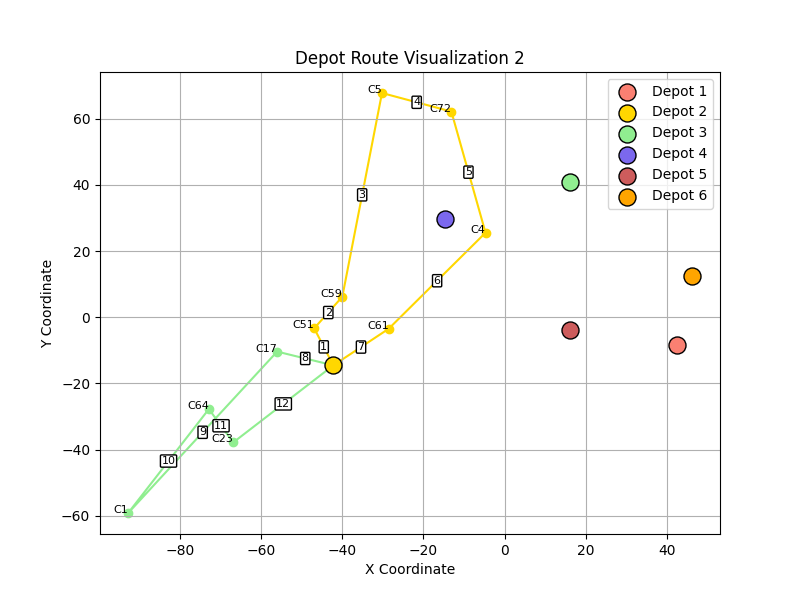 Depot Route Visualization 2
Depot 1
Depot 2
Depot 3
Depot 4
Depot 5
Depot 6
Y Coordinate
60
40
20
0
−20
−40
−60
C5
4
C72
5
3
C4
6
C59
2
C51
C61
1
7
C17
8
12
C64
11
9
C23
10
C1
−80
−60
−40
−20
0
20
40
X Coordinate